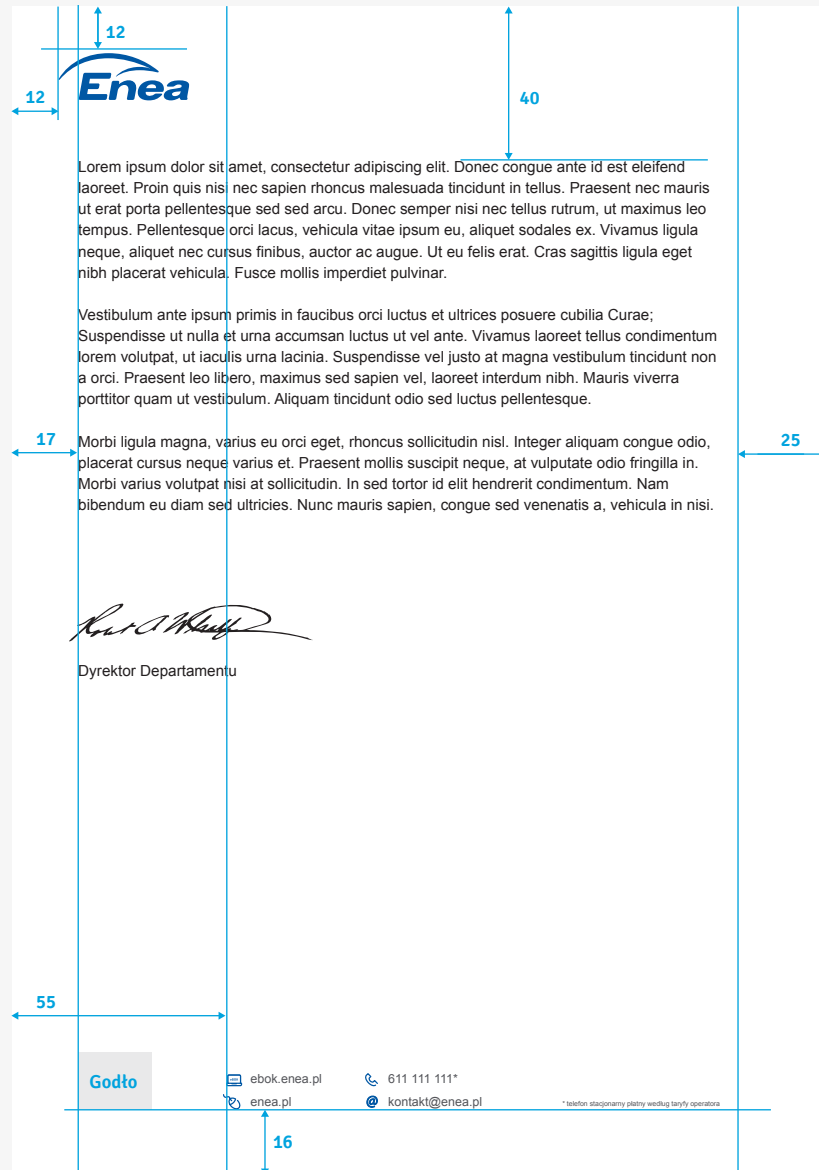 12
Enea
12
40
Lorem ipsum dolor sit amet, consectetur adipiscing elit. Donec congue ante id est eleifend
laoreet. Proin quis nisi nec sapien rhoncus malesuada tincidunt in tellus. Praesent nec mauris
ut erat porta pellentesque sed sed arcu. Donec semper nisi nec tellus rutrum, ut maximus leo
tempus. Pellentesque orci lacus, vehicula vitae ipsum eu, aliquet sodales ex. Vivamus ligula
neque, aliquet nec cursus finibus, auctor ac augue. Ut eu felis erat. Cras sagittis ligula eget
nibh placerat vehicula. Fusce mollis imperdiet pulvinar.
Vestibulum ante ipsum primis in faucibus orci luctus et ultrices posuere cubilia Curae;
Suspendisse ut nulla et urna accumsan luctus ut vel ante. Vivamus laoreet tellus condimentum
lorem volutpat, ut iaculis urna lacinia. Suspendisse vel justo at magna vestibulum tincidunt non
a orci. Praesent leo libero, maximus sed sapien vel, laoreet interdum nibh. Mauris viverra
porttitor quam ut vestibulum. Aliquam tincidunt odio sed luctus pellentesque.
17
25
Morbi ligula magna, varius eu orci eget, rhoncus sollicitudin nisl. Integer aliquam congue odio,
placerat cursus neque varius et. Praesent mollis suscipit neque, at vulputate odio fringilla in.
Morbi varius volutpat nisi at sollicitudin. In sed tortor id elit hendrerit condimentum. Nam
bibendum eu diam sed ultricies. Nunc mauris sapien, congue sed venenatis a, vehicula in nisi.
Dyrektor Departamentu
55
Godło
ebok.enea.pl
611 111 111*
enea.pl
kontakt@enea.pl
* telefon stacjonarny płatny według taryfy operatora
16